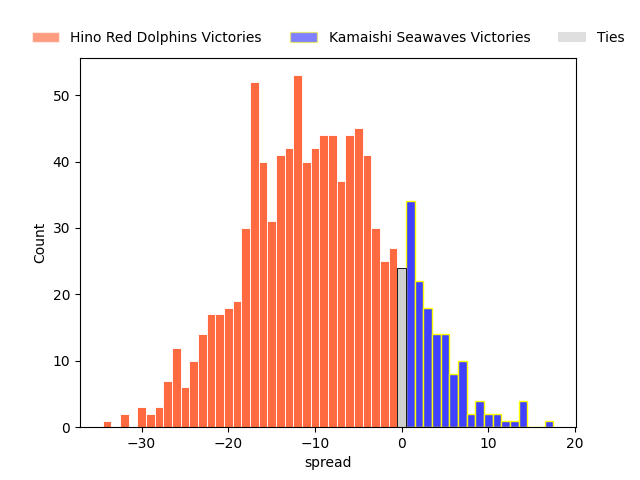 Hino Red Dolphins Victories Kamaishi Seawaves Victories Ties
50
40
30
20
10
0
Count
−30 −20 −10 0 10 20
spread